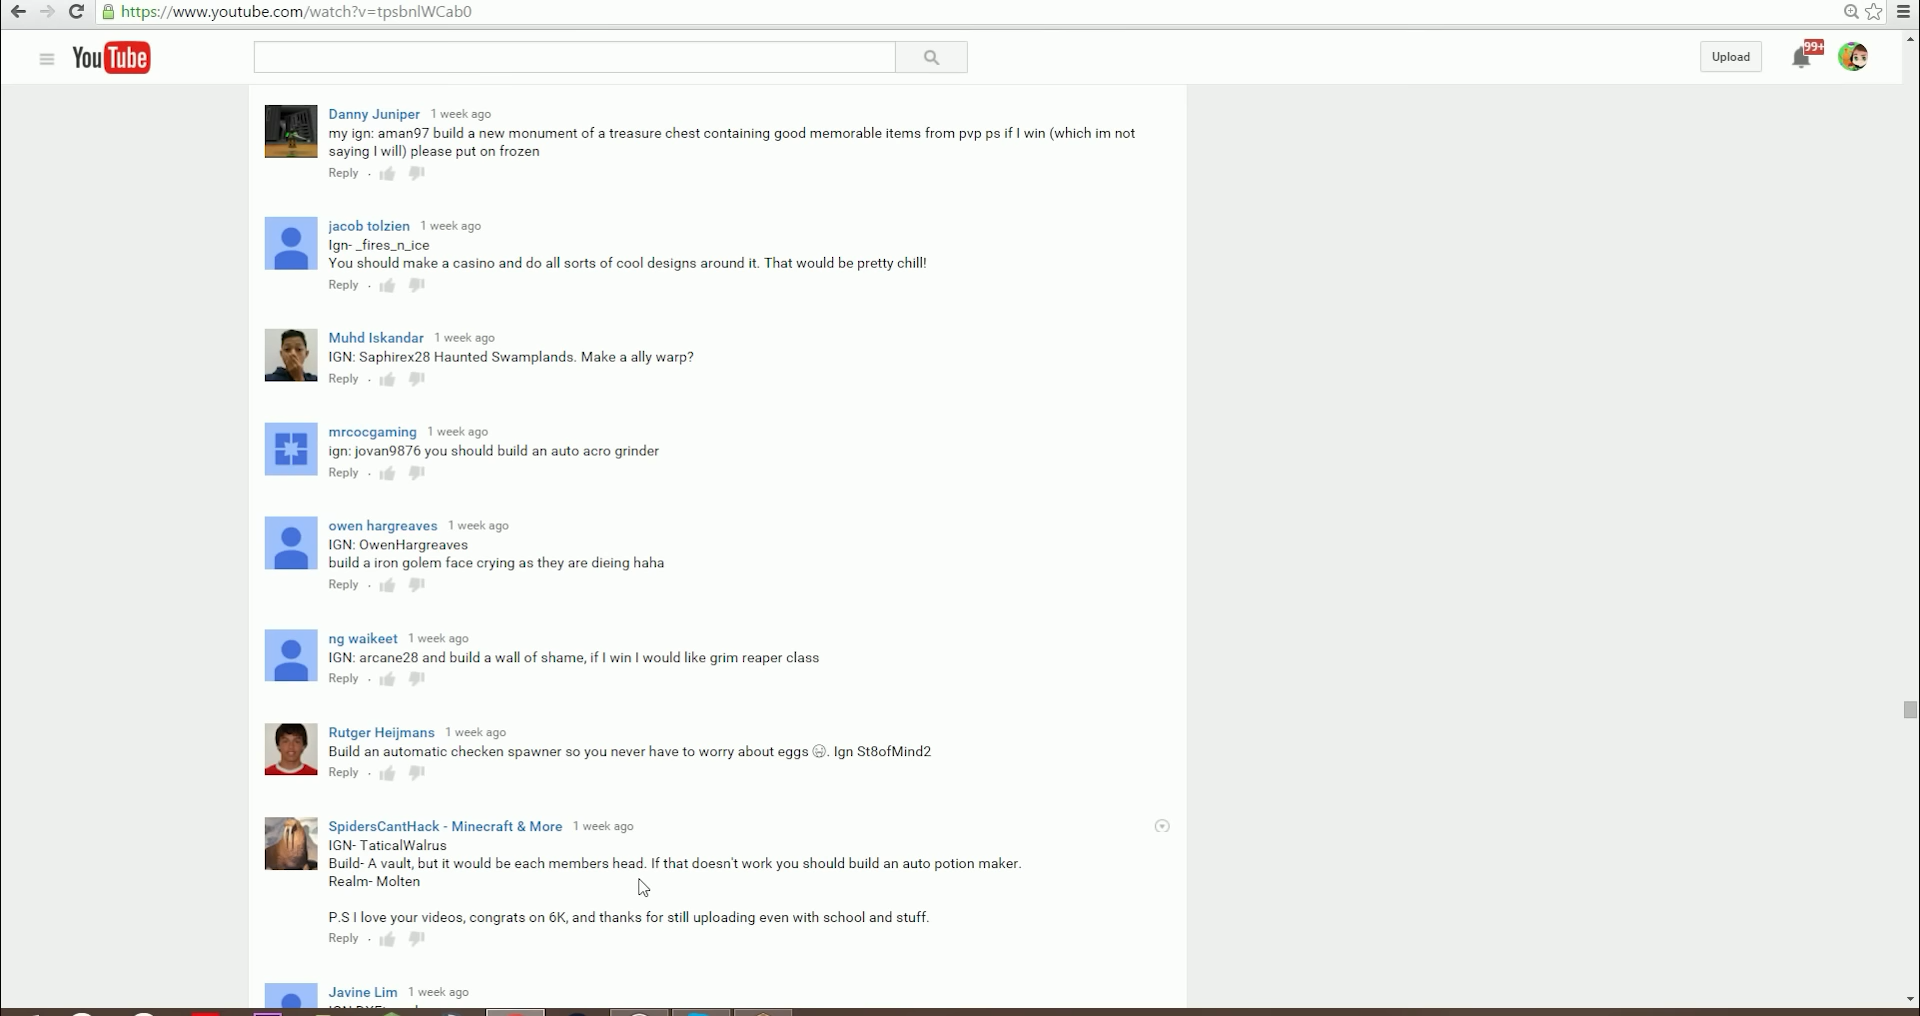 https://www.youtube.com/watch?v=tpsbnlWCab0
YouTube
Upload
99+
Danny Juniper 1 week ago
my ign: aman97 build a new monument of a treasure chest containing good memorable items from pvp ps if I win (which im not
saying I will) please put on frozen
Reply .
jacob tolzien 1 week ago
Ign- _fires_n_ice
You should make a casino and do all sorts of cool designs around it. That would be pretty chill!
Reply .
Muhd Iskandar 1 week ago
IGN: Saphirex28 Haunted Swamplands. Make a ally warp?
Reply .
mrcocgaming 1 week ago
ign: jovan9876 you should build an auto acro grinder
Reply .
owen hargreaves 1 week ago
IGN: OwenHargreaves
build a iron golem face crying as they are dieing haha
Reply .
ng waikeet 1 week ago
IGN: arcane28 and build a wall of shame, if I win I would like grim reaper class
Reply .
Rutger Heijmans 1 week ago
Build an automatic checken spawner so you never have to worry about eggs 😄. Ign St8ofMind2
Reply .
SpidersCantHack - Minecraft & More 1 week ago
IGN- TaticalWalrus
Build- A vault, but it would be each members head. If that doesn't work you should build an auto potion maker.
Realm- Molten
P.S I love your videos, congrats on 6K, and thanks for still uploading even with school and stuff.
Reply .
Javine Lim 1 week ago